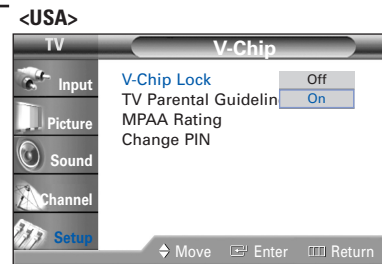 <USA>
TV V-Chip
Input
Picture
Sound
Channel
Setup
V-Chip Lock Off
TV Parental Guidelin On
MPAA Rating
Change PIN
Move Enter Return